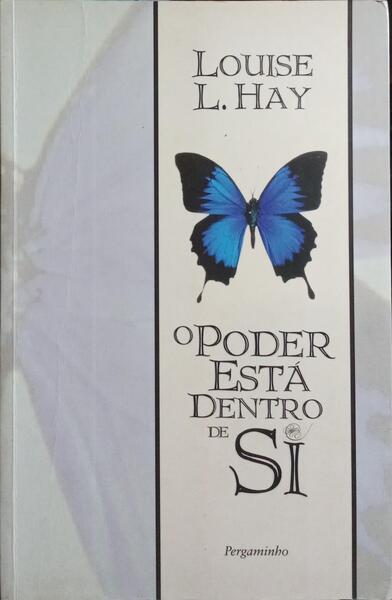 LOUISE
L. HAY
O PODER
ESTÁ
DENTRO
DE SI
Pergaminho